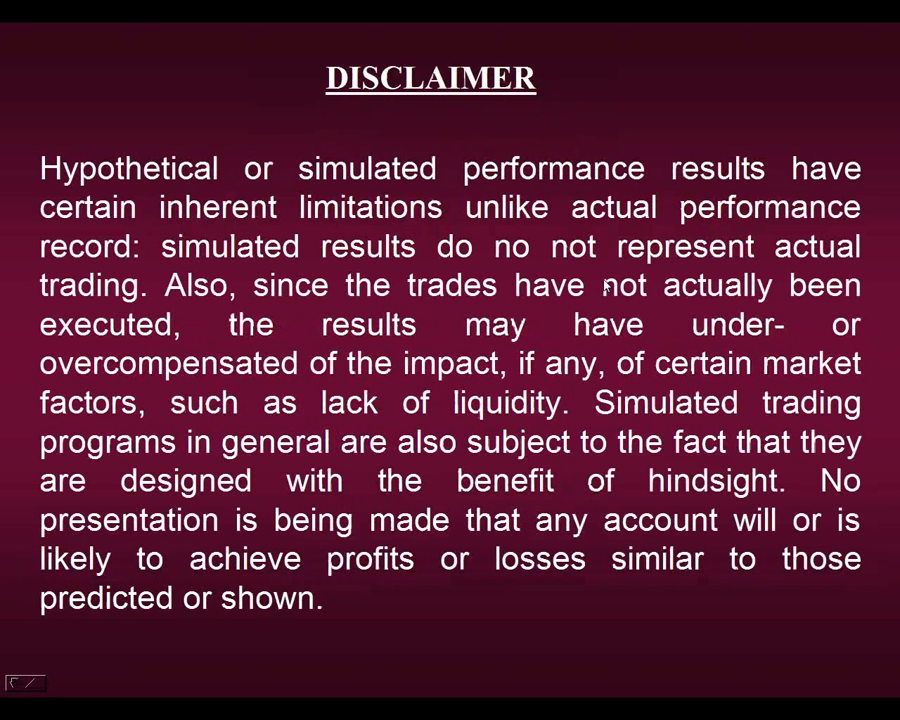 DISCLAIMER
Hypothetical or simulated performance results have
certain inherent limitations unlike actual performance
record: simulated results do no not represent actual
trading. Also, since the trades have not actually been
executed, the results may have under- or
overcompensated of the impact, if any, of certain market
factors, such as lack of liquidity. Simulated trading
programs in general are also subject to the fact that they
are designed with the benefit of hindsight. No
presentation is being made that any account will or is
likely to achieve profits or losses similar to those
predicted or shown.